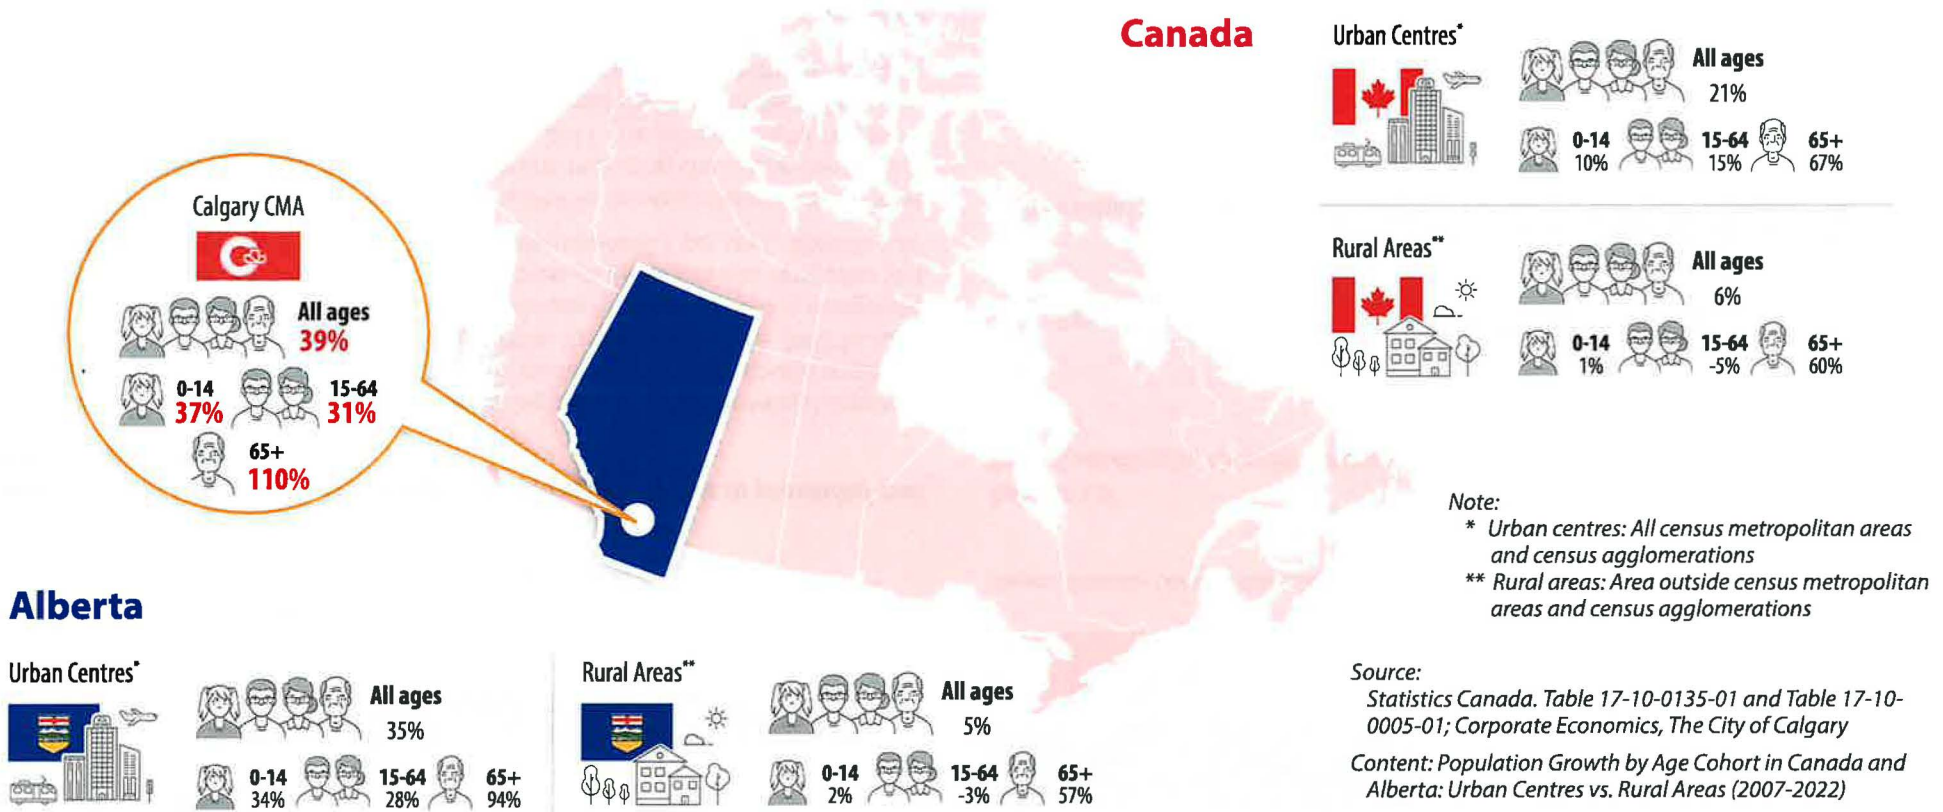 Canada
Urban Centres*
All ages
21%
0-14
10%
15-64
15%
65+
67%
Rural Areas**
All ages
6%
0-14
1%
15-64
-5%
65+
60%
Calgary CMA
All ages
39%
0-14
37%
15-64
31%
65+
110%
Note:
* Urban centres: All census metropolitan areas
and census agglomerations
** Rural areas: Area outside census metropolitan
areas and census agglomerations
Alberta
Urban Centres*
All ages
35%
0-14
34%
15-64
28%
65+
94%
Rural Areas**
All ages
5%
0-14
2%
15-64
-3%
65+
57%
Source:
Statistics Canada. Table 17-10-0135-01 and Table 17-10-
0005-01; Corporate Economics, The City of Calgary
Content: Population Growth by Age Cohort in Canada and
Alberta: Urban Centres vs. Rural Areas (2007-2022)